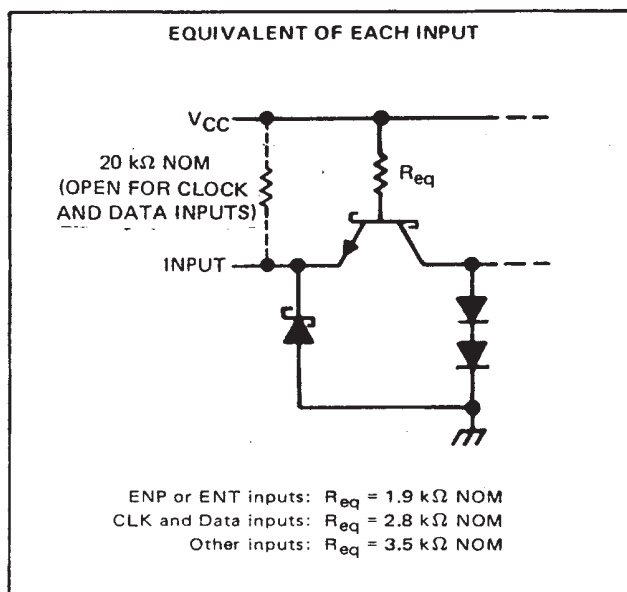 EQUIVALENT OF EACH INPUT
VCC
20 kΩ NOM
(OPEN FOR CLOCK
AND DATA INPUTS)
Req
INPUT
ENP or ENT inputs: Req = 1.9 kΩ NOM
CLK and Data inputs: Req = 2.8 kΩ NOM
Other inputs: Req = 3.5 kΩ NOM